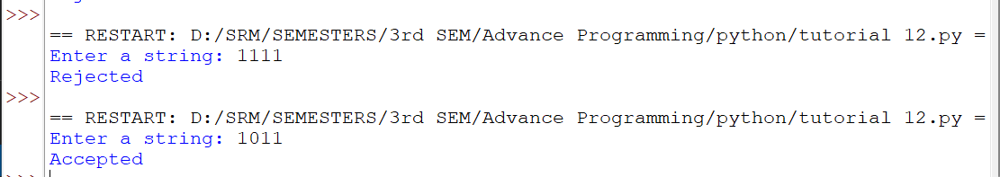 >>>
== RESTART: D:/SRM/SEMESTERS/3rd SEM/Advance Programming/python/tutorial 12.py =
Enter a string: 1111
Rejected
>>>
== RESTART: D:/SRM/SEMESTERS/3rd SEM/Advance Programming/python/tutorial 12.py =
Enter a string: 1011
Accepted
>>>